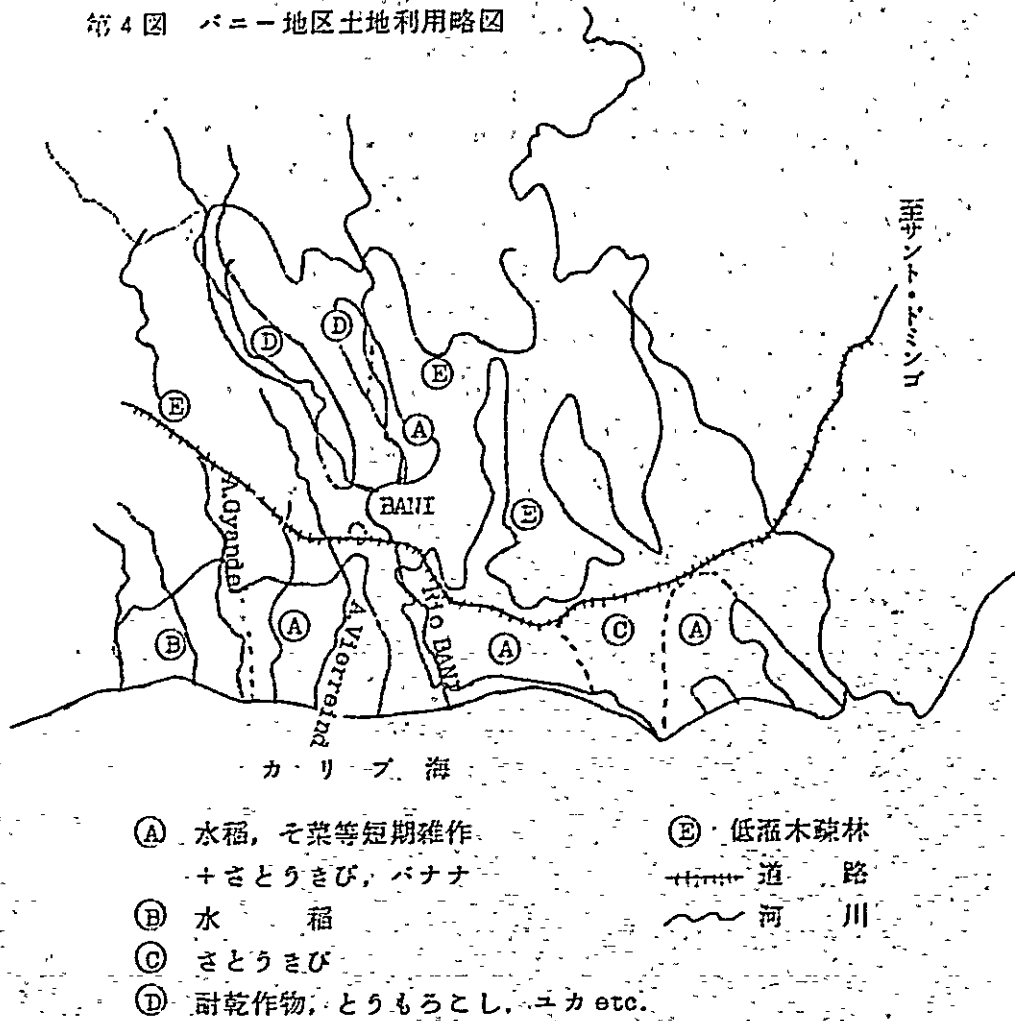 第4図 バニー地区土地利用略図
至サント・ドミンゴ
D
D
E
E
A
BANI
E
A.Gyandel
B
A
A.Vlorreind
Rio BANI
A
C
A
カリブ海
A 水稲,そ菜等短期雑作
+さとうきび,バナナ
B 水稲
C さとうきび
D 耐乾作物,とうもろこし,ユカ etc.
E 低灌木疎林
道路
河川